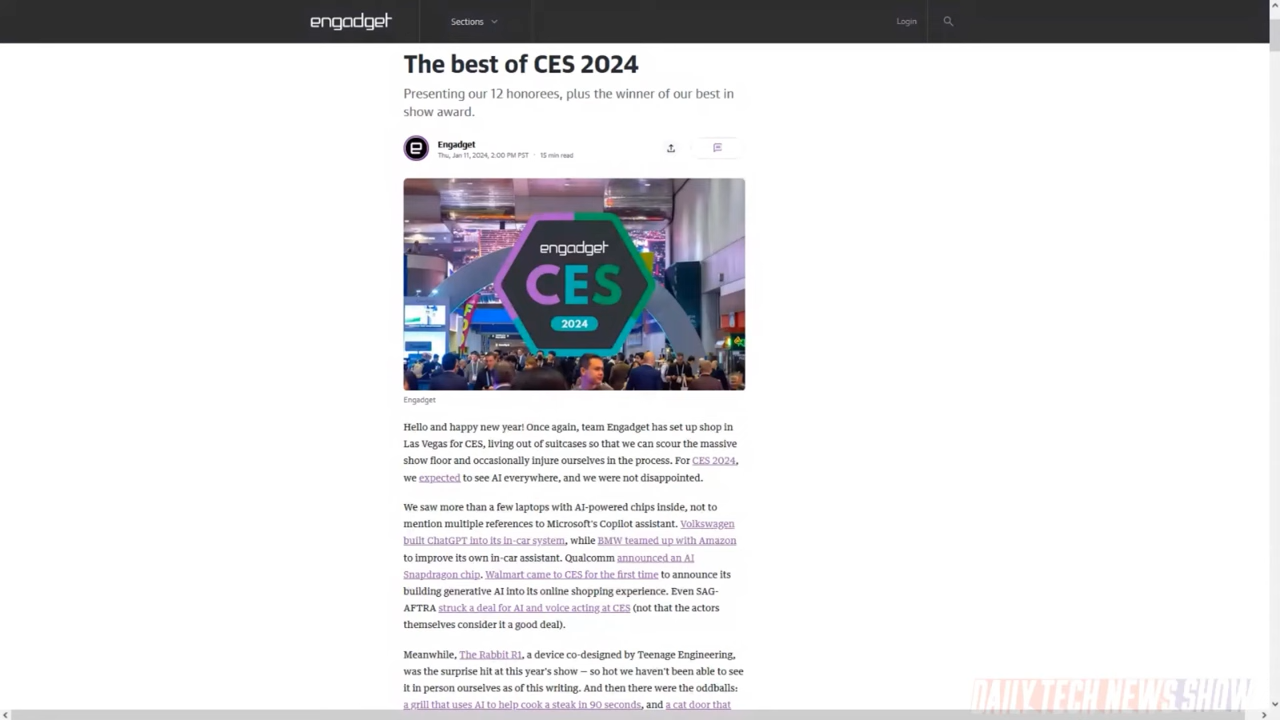 engadget
Sections
Login
The best of CES 2024
Presenting our 12 honorees, plus the winner of our best in
show award.
Engadget
Thu, Jan 11, 2024, 2:00 PM PST · 15 min read
engadget
CES
2024
Engadget
Hello and happy new year! Once again, team Engadget has set up shop in
Las Vegas for CES, living out of suitcases so that we can scour the massive
show floor and occasionally injure ourselves in the process. For CES 2024,
we expected to see AI everywhere, and we were not disappointed.
We saw more than a few laptops with AI-powered chips inside, not to
mention multiple references to Microsoft's Copilot assistant. Volkswagen
built ChatGPT into its in-car system, while BMW teamed up with Amazon
to improve its own in-car assistant. Qualcomm announced an AI
Snapdragon chip. Walmart came to CES for the first time to announce its
building generative AI into its online shopping experience. Even SAG-
AFTRA struck a deal for AI and voice acting at CES (not that the actors
themselves consider it a good deal).
Meanwhile, The Rabbit R1, a device co-designed by Teenage Engineering,
was the surprise hit at this year's show — so hot we haven't been able to see
it in person ourselves as of this writing. And then there were the oddballs:
a grill that uses AI to help cook a steak in 90 seconds, and a cat door that
DAILY TECH NEWS SHOW